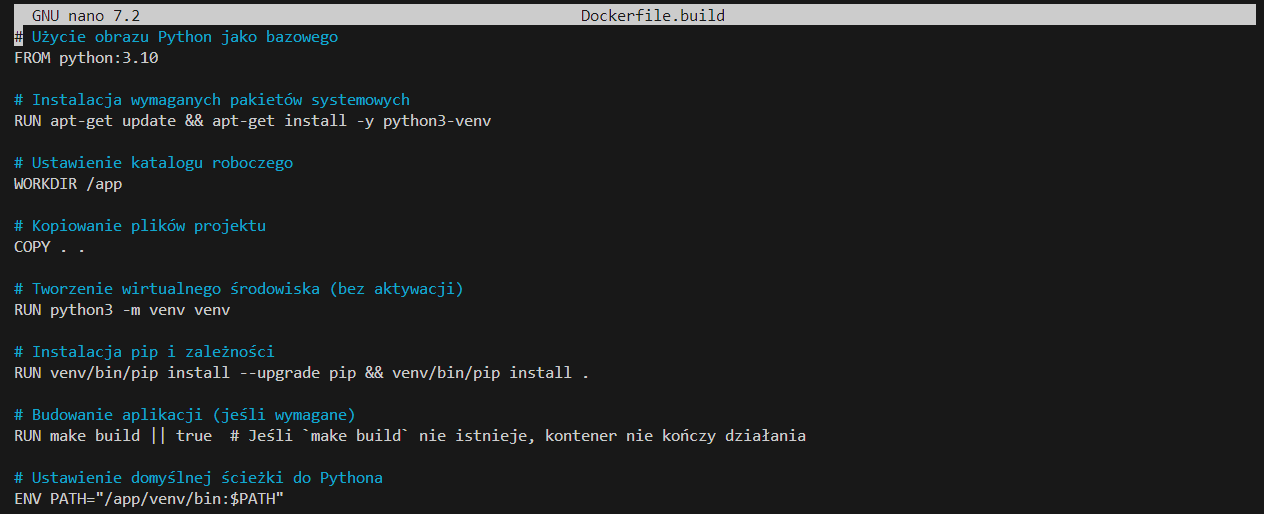 GNU nano 7.2 Dockerfile.build
# Użycie obrazu Python jako bazowego
FROM python:3.10
# Instalacja wymaganych pakietów systemowych
RUN apt-get update && apt-get install -y python3-venv
# Ustawienie katalogu roboczego
WORKDIR /app
# Kopiowanie plików projektu
COPY . .
# Tworzenie wirtualnego środowiska (bez aktywacji)
RUN python3 -m venv venv
# Instalacja pip i zależności
RUN venv/bin/pip install --upgrade pip && venv/bin/pip install .
# Budowanie aplikacji (jeśli wymagane)
RUN make build || true  # Jeśli `make build` nie istnieje, kontener nie kończy działania
# Ustawienie domyślnej ścieżki do Pythona
ENV PATH="/app/venv/bin:$PATH"